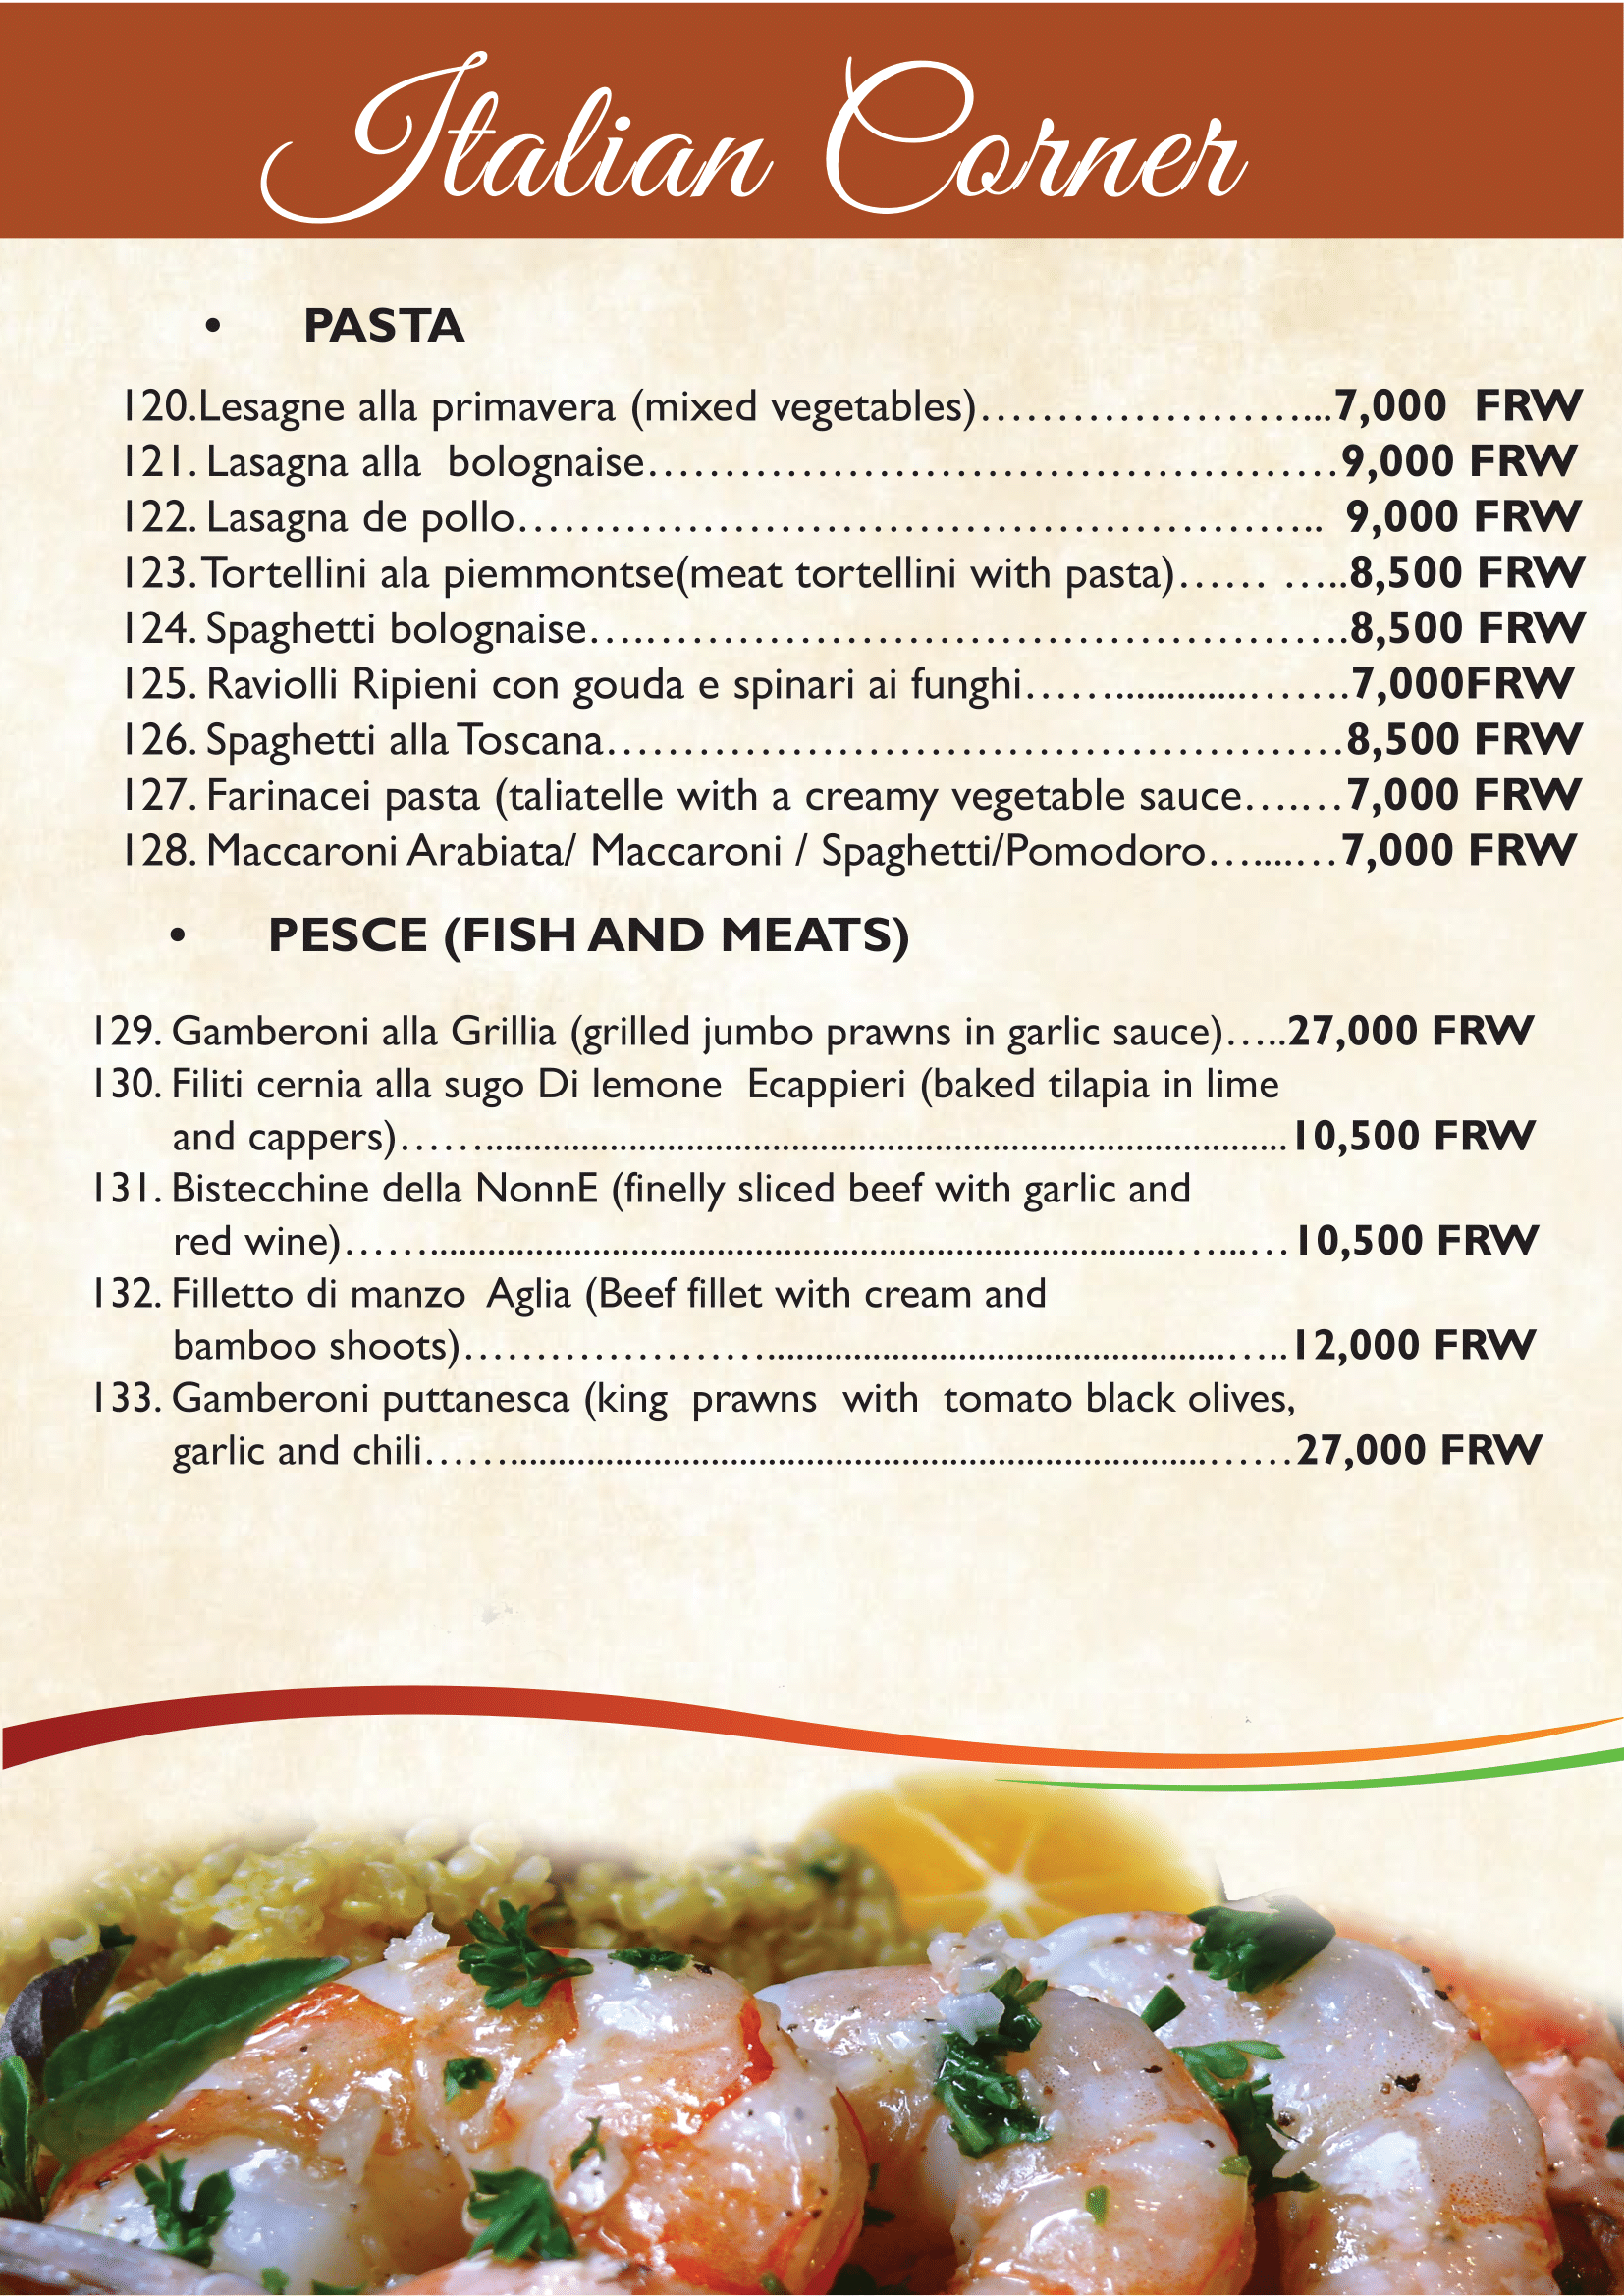 Italian Corner
• PASTA
120.Lesagne alla primavera (mixed vegetables)…………………...7,000 FRW
121. Lasagna alla bolognaise………………………………………9,000 FRW
122. Lasagna de pollo…………………………………………….. 9,000 FRW
123. Tortellini ala piemmontse(meat tortellini with pasta)…… …..8,500 FRW
124. Spaghetti bolognaise….……………………………………….8,500 FRW
125. Raviolli Ripieni con gouda e spinari ai funghi……..............…….7,000FRW
126. Spaghetti alla Toscana…………………………………………8,500 FRW
127. Farinacei pasta (taliatelle with a creamy vegetable sauce….…7,000 FRW
128. Maccaroni Arabiata/ Maccaroni / Spaghetti/Pomodoro…....…7,000 FRW
• PESCE (FISH AND MEATS)
129. Gamberoni alla Grillia (grilled jumbo prawns in garlic sauce)…..27,000 FRW
130. Filiti cernia alla sugo Di lemone Ecappieri (baked tilapia in lime
and cappers)……....................................................................................10,500 FRW
131. Bistecchine della NonnE (finelly sliced beef with garlic and
red wine)……..............................................................................…...…10,500 FRW
132. Filletto di manzo Aglia (Beef fillet with cream and
bamboo shoots)…………………................................................…..12,000 FRW
133. Gamberoni puttanesca (king prawns with tomato black olives,
garlic and chili……..........................................................................……27,000 FRW